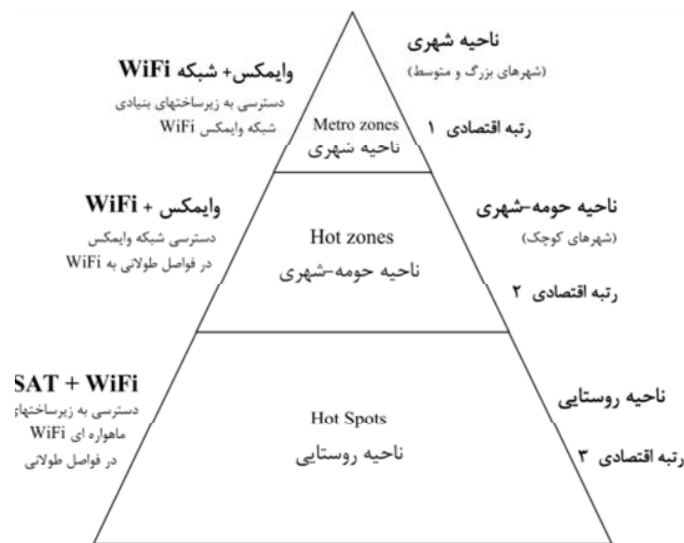 ناحیه شهری
(شهرهای بزرگ و متوسط)
رتبه اقتصادی ۱
وایمکس+ شبکه WiFi
دسترسی به زیرساختهای بنیادی
شبکه وایمکس WiFi
Metro zones
ناحیه شهری
ناحیه حومه-شهری
(شهرهای کوچک)
رتبه اقتصادی ۲
وایمکس + WiFi
دسترسی شبکه وایمکس
در فواصل طولانی به WiFi
Hot zones
ناحیه حومه-شهری
ناحیه روستایی
رتبه اقتصادی ۳
SAT + WiFi
دسترسی به زیرساختهای
ماهواره ای WiFi
در فواصل طولانی
Hot Spots
ناحیه روستایی